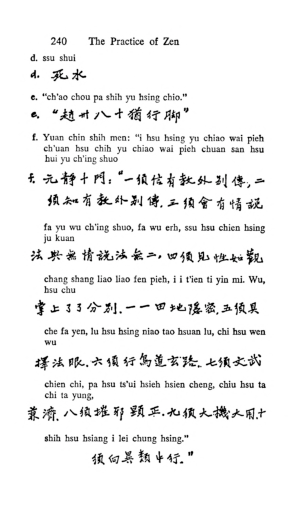 240 The Practice of Zen
d. ssu shui
d. 死水
e. "ch'ao chou pa shih yu hsing chio."
e. "趙州八十猶行脚"
f. Yuan chin shih men: "i hsu hsing yu chiao wai pieh
ch'uan hsu chih yu chiao wai pieh chuan san hsu
hui yu ch'ing shuo
f. 元静十門: "一須信有教外別傳,二
須知有教外別傳,三須會有情説
fa yu wu ch'ing shuo, fa wu erh, ssu hsu chien hsing
ju kuan
法與無情説法無二,四須見性如觀
chang shang liao liao fen pieh, i i t'ien ti yin mi. Wu,
hsu chu
掌上了了分别.一一田地隱密.五須具
che fa yen, lu hsu hsing niao tao hsuan lu, chi hsu wen
wu
擇法眼.六須行鳥道玄路.七須文武
chien chi, pa hsu ts'ui hsieh hsien cheng, chiu hsu ta
chi ta yung,
兼濟.八須摧邪顯正.九須大機大用.十
shih hsu hsiang i lei chung hsing."
須向異類中行."